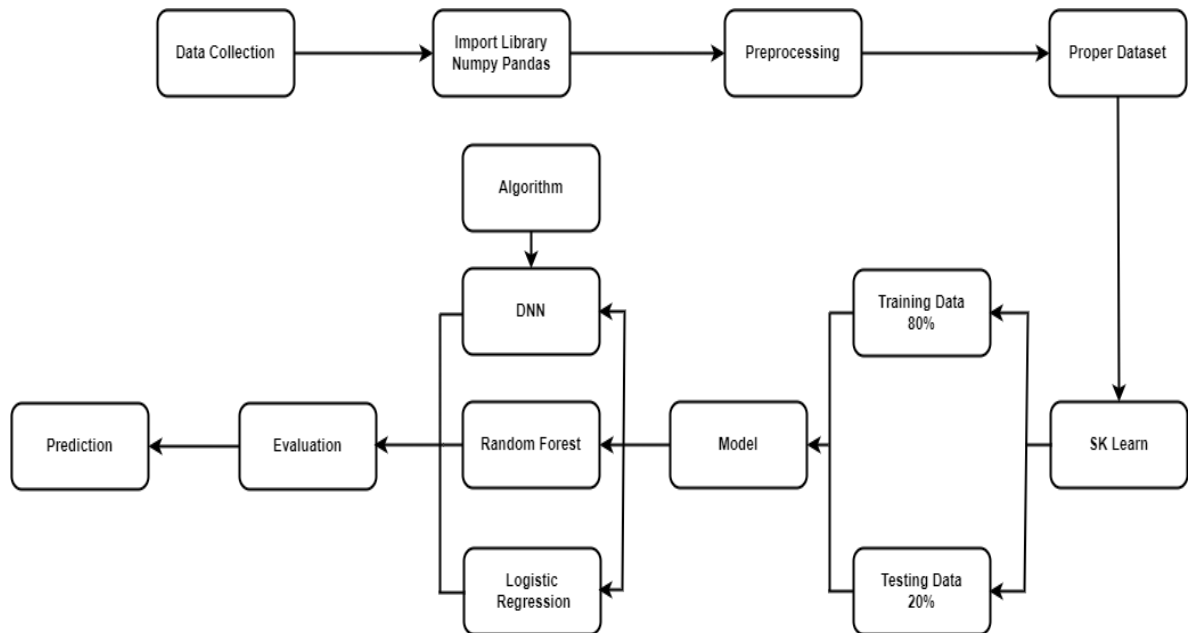 Data Collection
Import Library
Numpy Pandas
Preprocessing
Proper Dataset
Algorithm
DNN
Training Data
80%
Prediction
Evaluation
Random Forest
Model
SK Learn
Logistic
Regression
Testing Data
20%